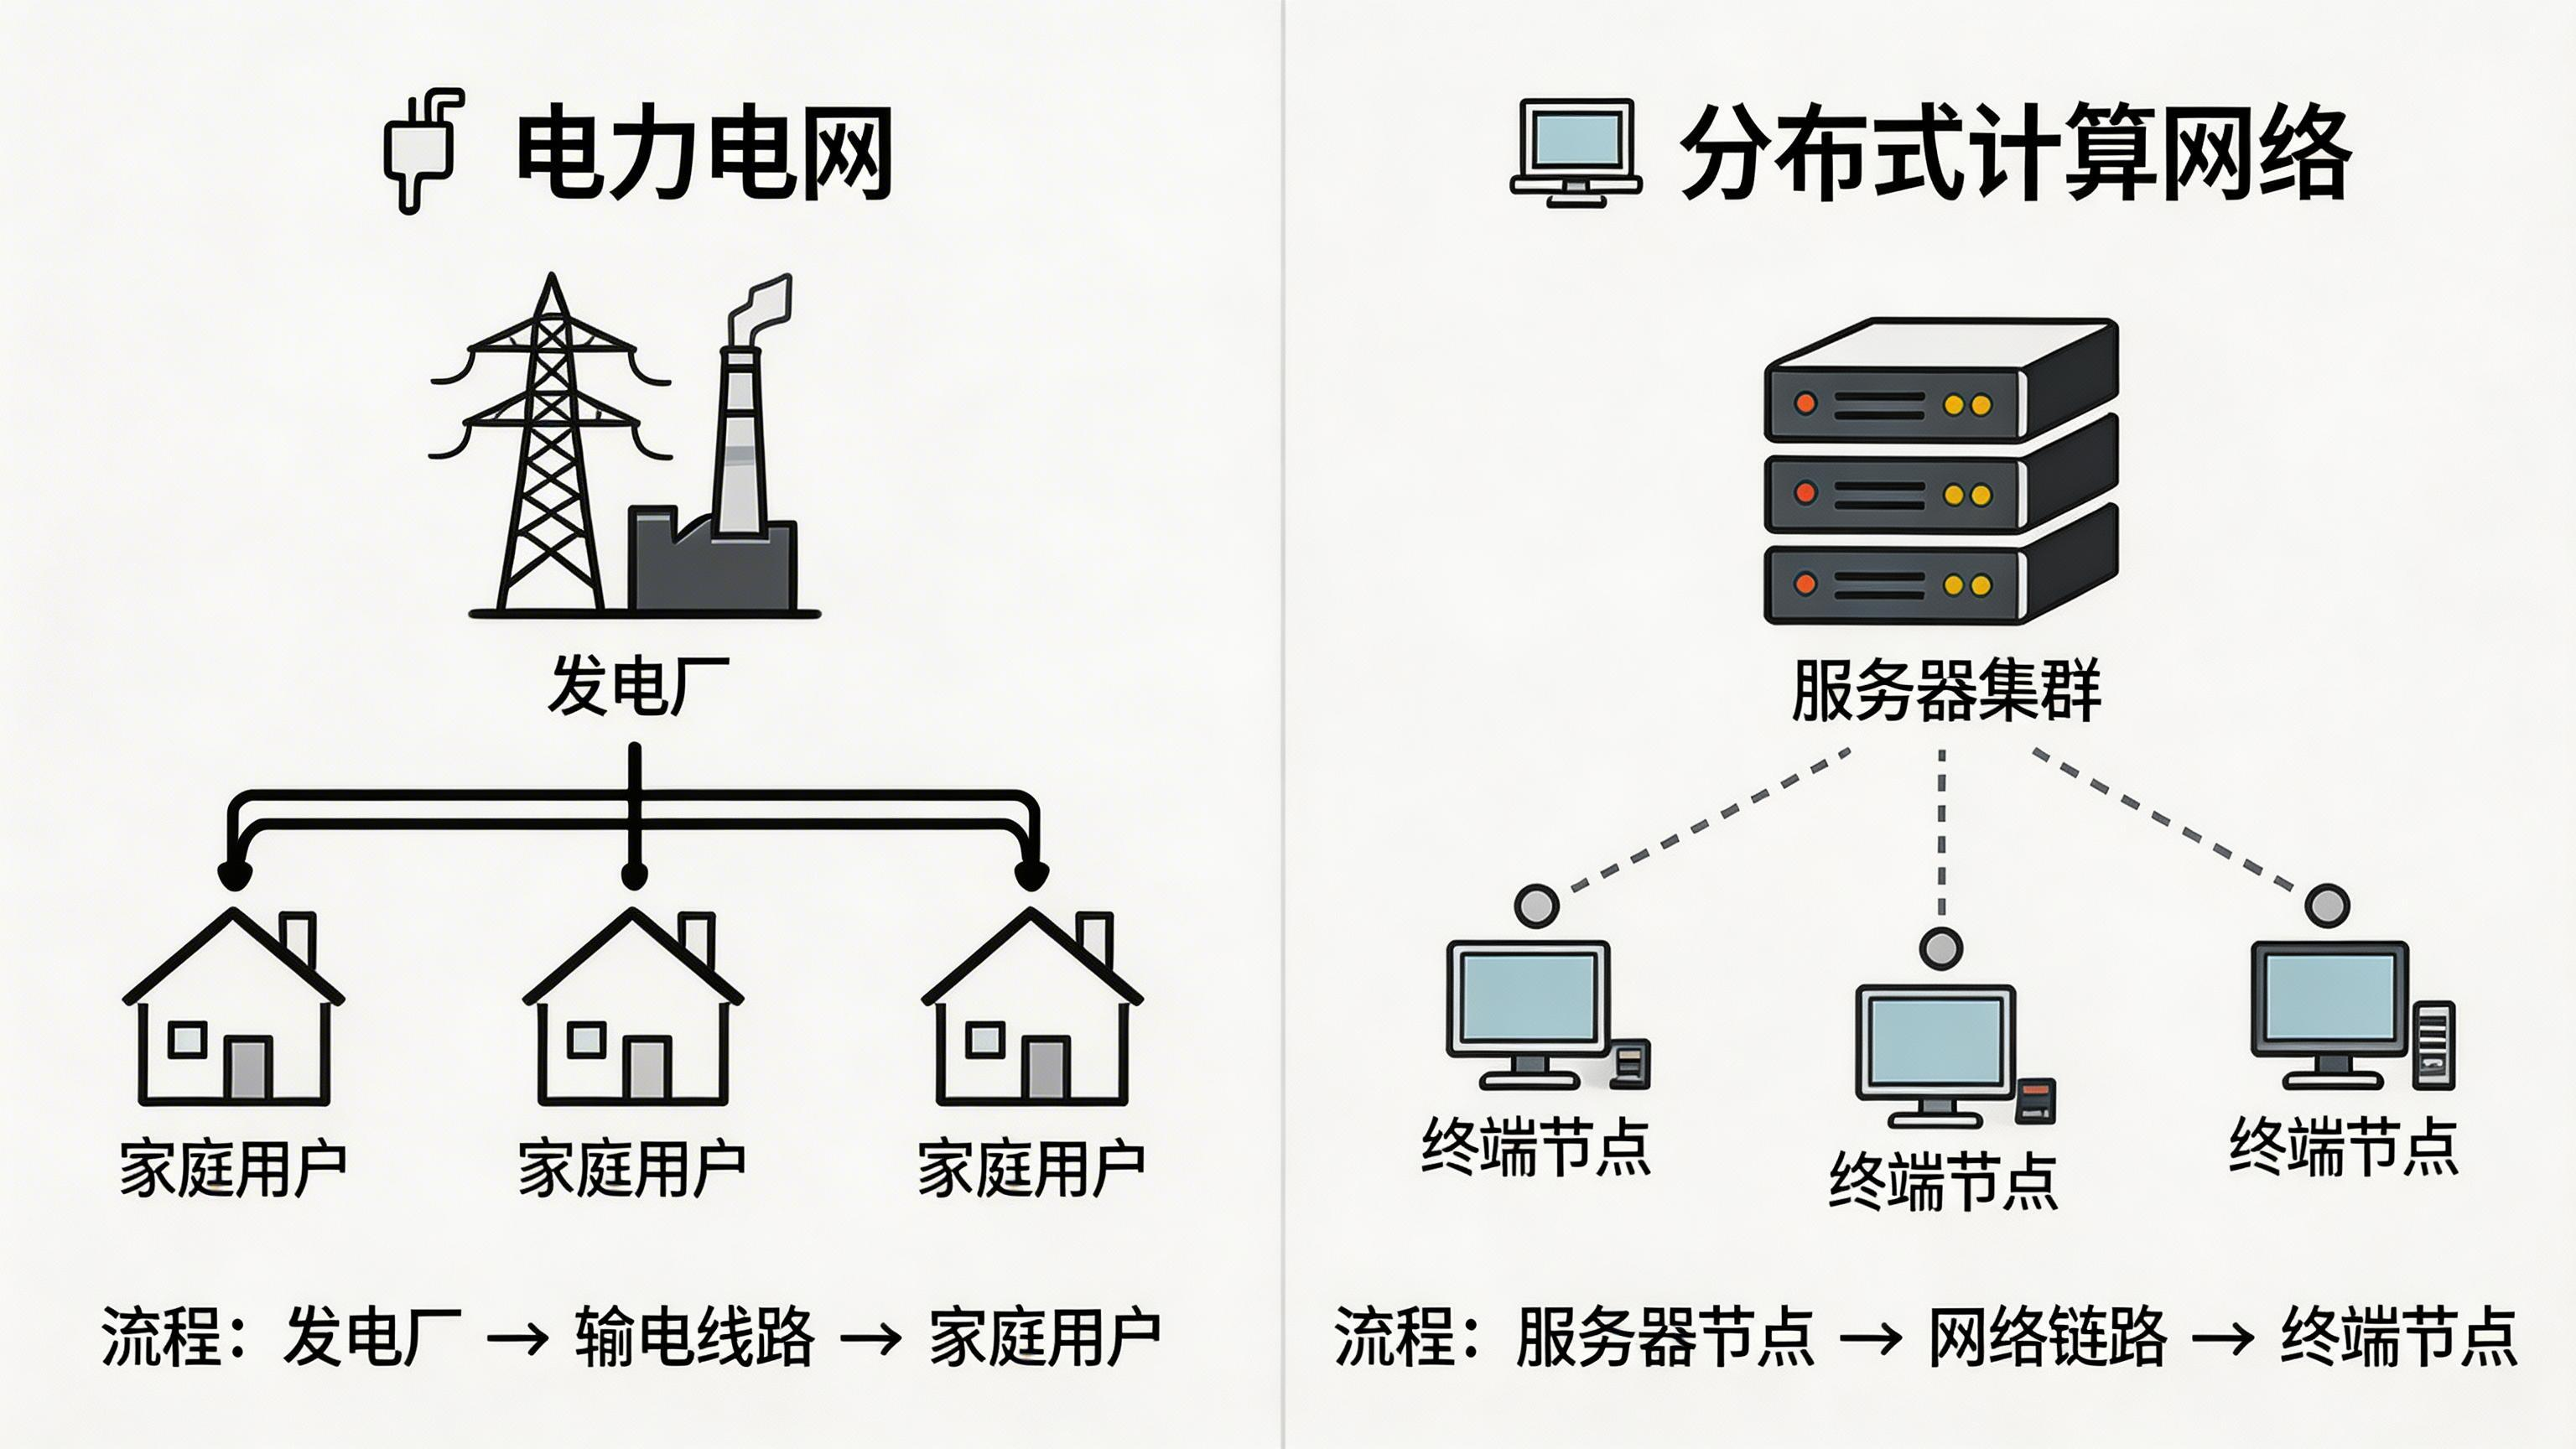 电力电网
发电厂
家庭用户
家庭用户
家庭用户
流程：发电厂 → 输电线路 → 家庭用户
分布式计算网络
服务器集群
终端节点
终端节点
终端节点
流程：服务器节点 → 网络链路 → 终端节点